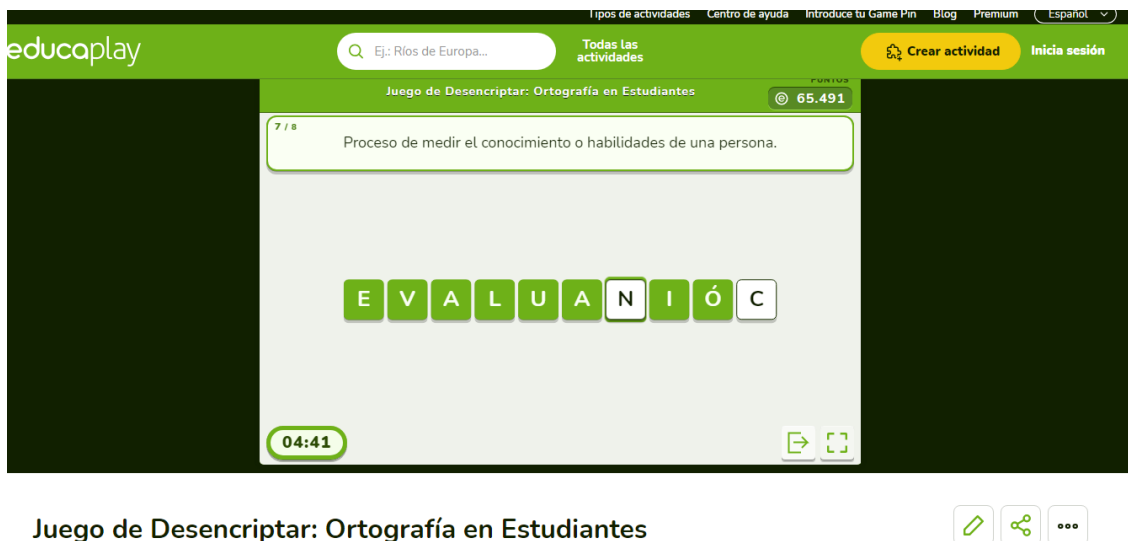 Tipos de actividades Centro de ayuda Introduce tu Game Pin Blog Premium Español
educaplay Ej.: Ríos de Europa... Todas las actividades Crear actividad Inicia sesión
PUNTOS
Juego de Desencriptar: Ortografía en Estudiantes 65.491
7 / 8
Proceso de medir el conocimiento o habilidades de una persona.
E V A L U A N I Ó C
04:41
Juego de Desencriptar: Ortografía en Estudiantes